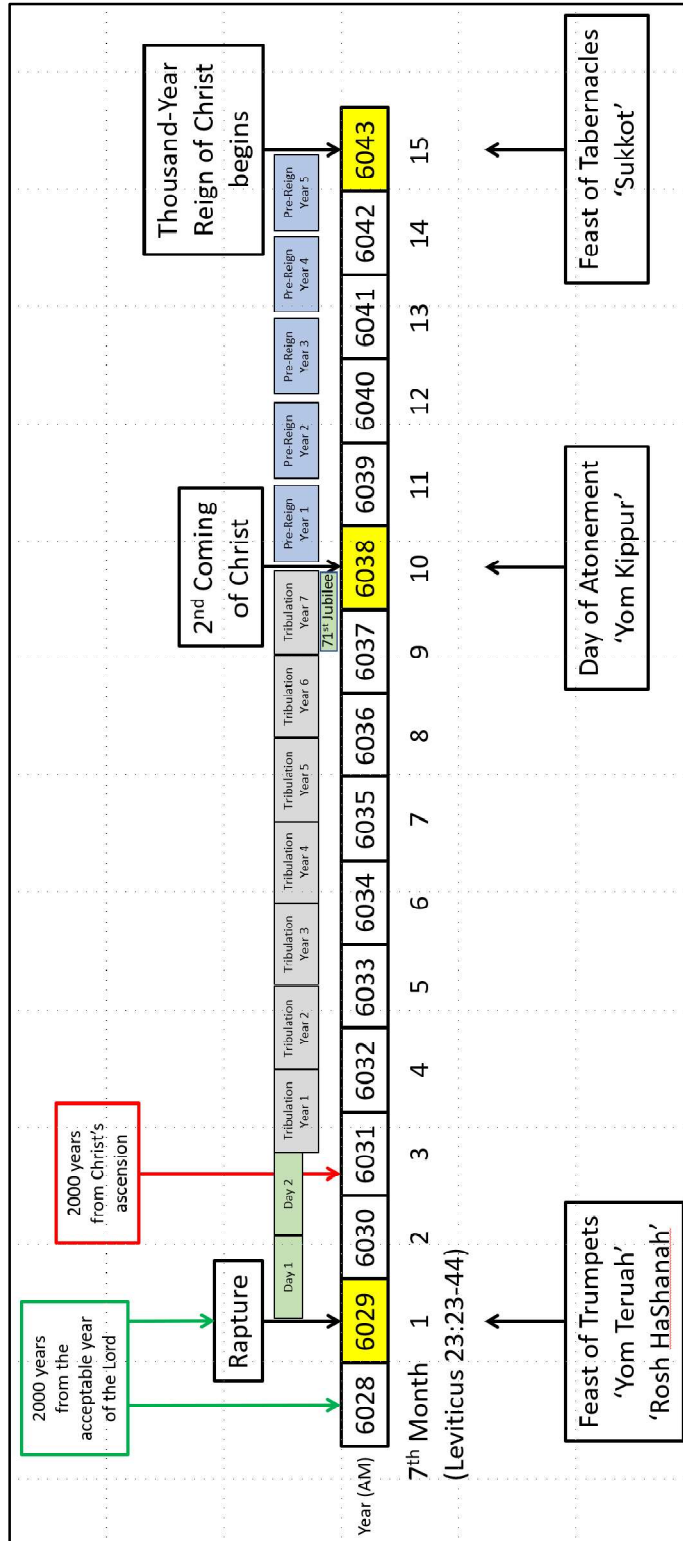 2000 years
from the
acceptable year
of the Lord
2000 years
from Christ's
ascension
2nd Coming
of Christ
Thousand-Year
Reign of Christ
begins
Rapture
Day 1
Day 2
Tribulation
Year 1
Tribulation
Year 2
Tribulation
Year 3
Tribulation
Year 4
Tribulation
Year 5
Tribulation
Year 6
Tribulation
Year 7
Pre-Reign
Year 1
Pre-Reign
Year 2
Pre-Reign
Year 3
Pre-Reign
Year 4
Pre-Reign
Year 5
71st Jubilee
Year (AM) 6028 6029 6030 6031 6032 6033 6034 6035 6036 6037 6038 6039 6040 6041 6042 6043
7th Month 1 2 3 4 5 6 7 8 9 10 11 12 13 14 15
(Leviticus 23:23-44)
Feast of Trumpets
'Yom Teruah'
'Rosh HaShanah'
Day of Atonement
'Yom Kippur'
Feast of Tabernacles
'Sukkot'